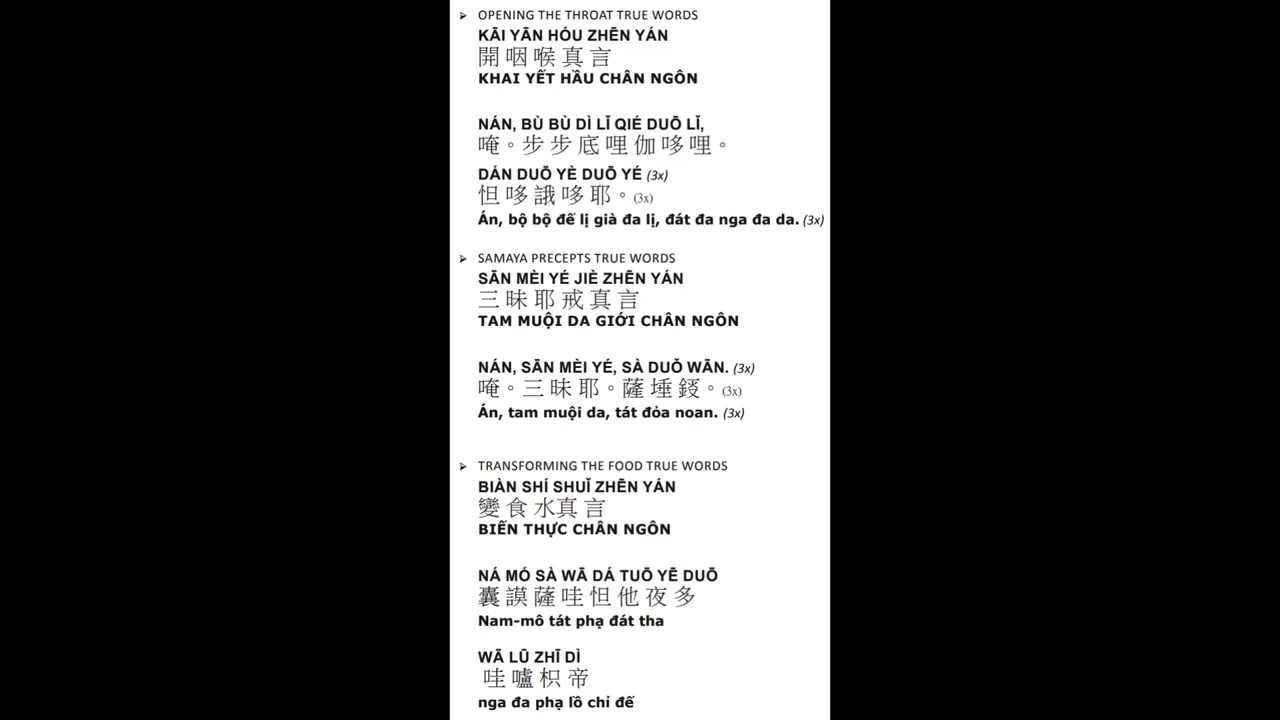 ➢ OPENING THE THROAT TRUE WORDS
KĀI YĀN HÓU ZHĒN YÁN
開咽喉真言
KHAI YẾT HẦU CHÂN NGÔN
NÁN, BÙ BÙ DÌ LǏ QIÉ DUŌ LǏ,
唵。步步底哩伽哆哩。
DÁN DUŌ YÈ DUŌ YÉ (3x)
怛哆誐哆耶。(3x)
Án, bộ bộ đế lị già đa lị, đát đa nga đa da. (3x)
➢ SAMAYA PRECEPTS TRUE WORDS
SĀN MÈI YÉ JIÈ ZHĒN YÁN
三昧耶戒真言
TAM MUỘI DA GIỚI CHÂN NGÔN
NÁN, SĀN MÈI YÉ, SÀ DUǑ WĀN. (3x)
唵。三昧耶。薩埵鋄。(3x)
Án, tam muội da, tát đỏa noan. (3x)
➢ TRANSFORMING THE FOOD TRUE WORDS
BIÀN SHÍ SHUǏ ZHĒN YÁN
變食水真言
BIẾN THỰC CHÂN NGÔN
NÁ MÓ SÀ WĀ DÁ TUŌ YĒ DUŌ
曩謨薩哇怛他夜多
Nam-mô tát phạ đát tha
WĀ LŪ ZHĪ DÌ
哇嚧枳帝
nga đa phạ lồ chỉ đế